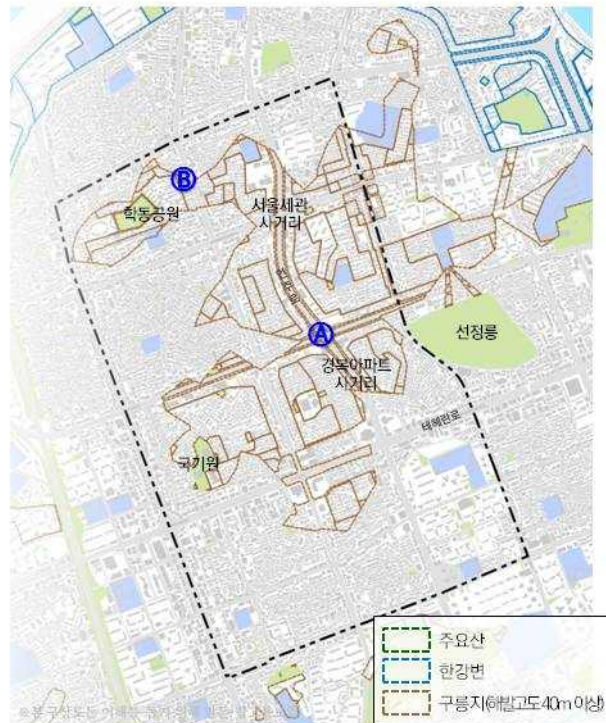 B
학동공원
서울세관
사거리
A
선정릉
경복아파트
사거리
테헤란로
국기원
주요산
한강변
구릉지(해발고도40m 이상)